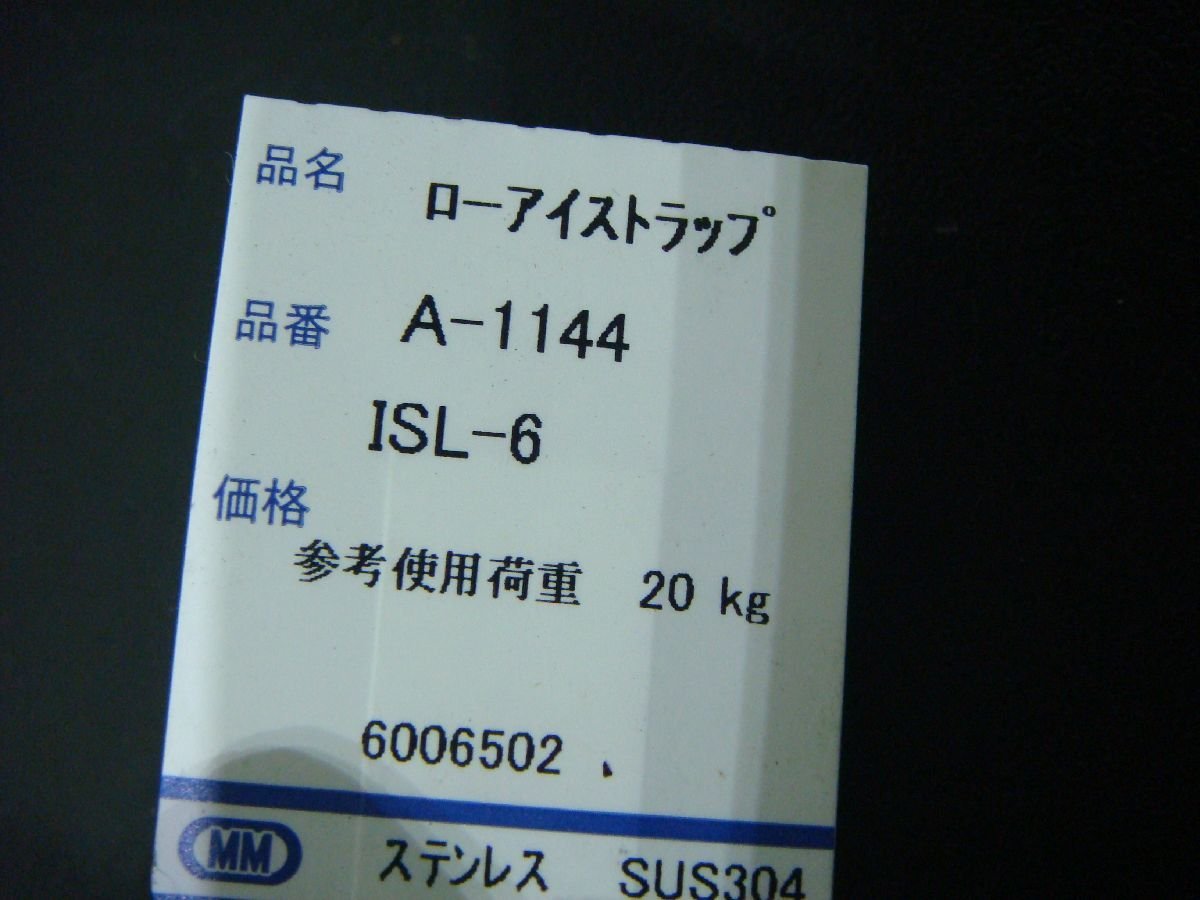 品名 ローアイストラップ
品番 A-1144
ISL-6
価格
参考使用荷重 20 kg
6006502
MM ステンレス SUS304